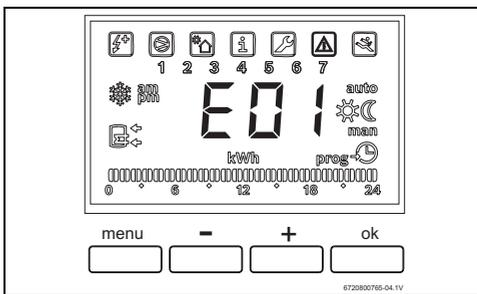 1 2 3 4 5 6 7
am
pm
E01
auto
man
kWh
prog
0 6 12 18 24
menu - + ok
6720800765-04.1V